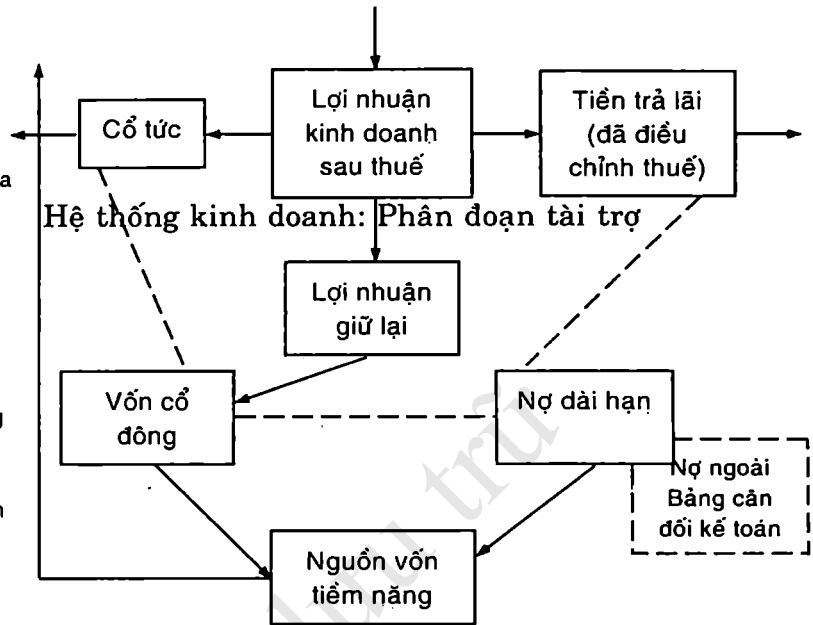 Lợi nhuận
kinh doanh
sau thuế
Tiền trả lãi
(đã điều
chỉnh thuế)
Cổ tức
a
Hệ thống kinh doanh: Phân đoạn tài trợ
Lợi nhuận
giữ lại
Vốn cổ
đông
Nợ dài hạn
g
Nợ ngoài
Bảng cân
đối kế toán
n
Nguồn vốn
tiềm năng
lưu trữ